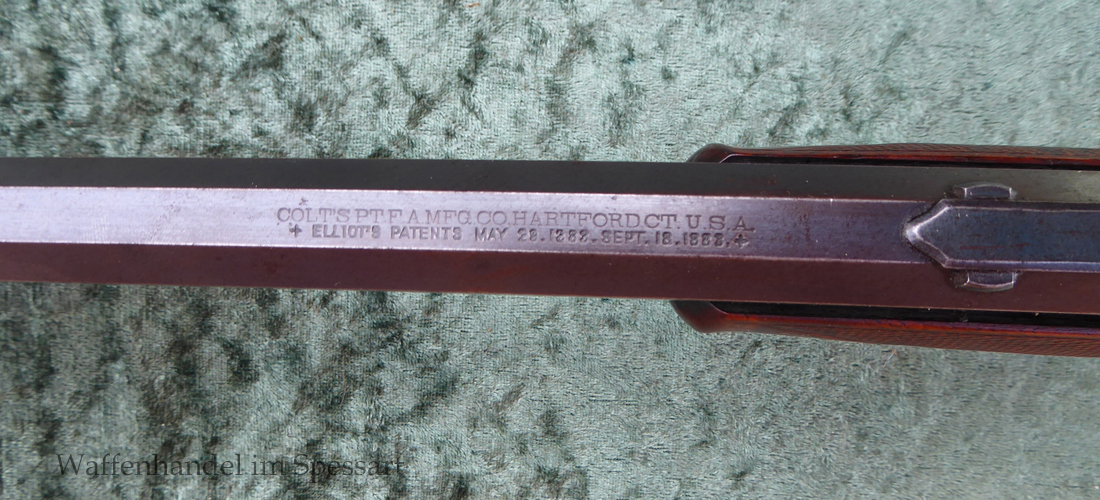 COLT'S PT. F. A. MFG. CO. HARTFORD. CT. U.S.A.
ELLIOT'S PATENTS MAY 29. 1883. SEPT. 18. 1883.
Waffenhandel im Spessart